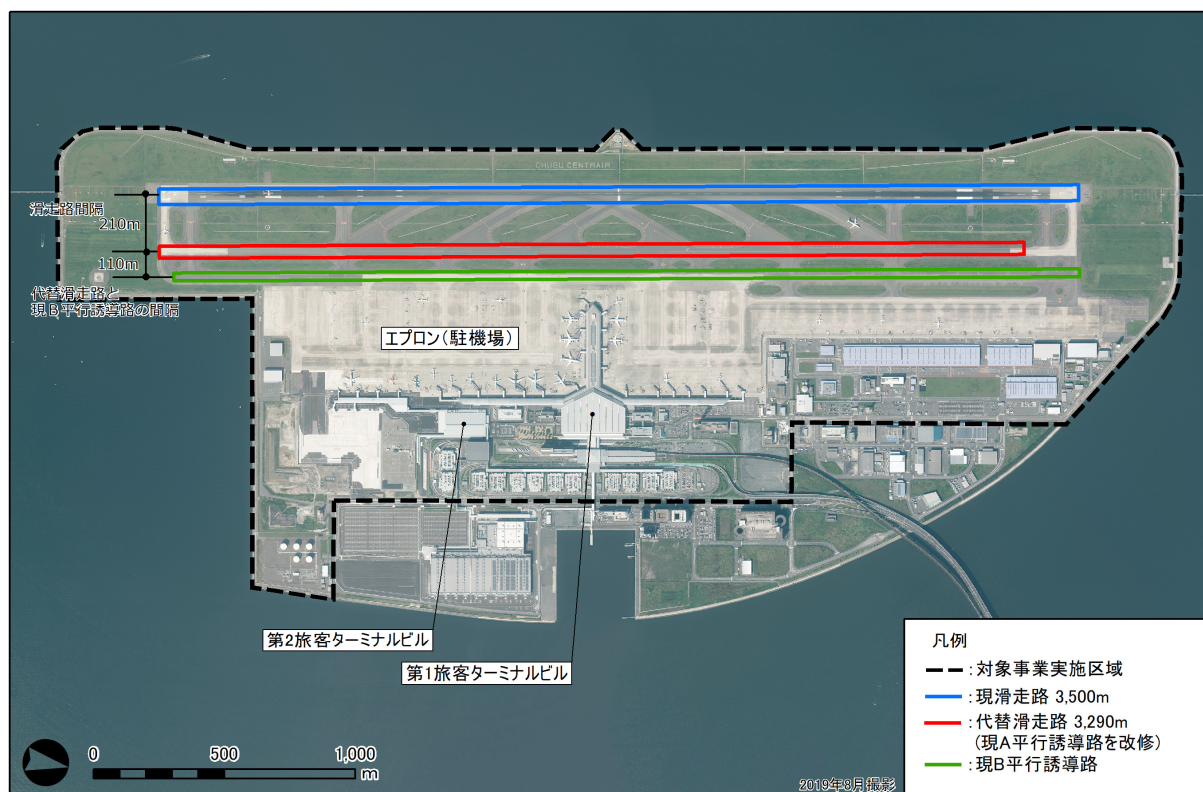 CHUBU CENTRAIR
滑走路間隔
210m
110m
代替滑走路と
現B平行誘導路の間隔
エプロン(駐機場)
第2旅客ターミナルビル
第1旅客ターミナルビル
凡例
:対象事業実施区域
:現滑走路 3,500m
:代替滑走路 3,290m
(現A平行誘導路を改修)
:現B平行誘導路
0 500 1,000
m
2019年8月撮影